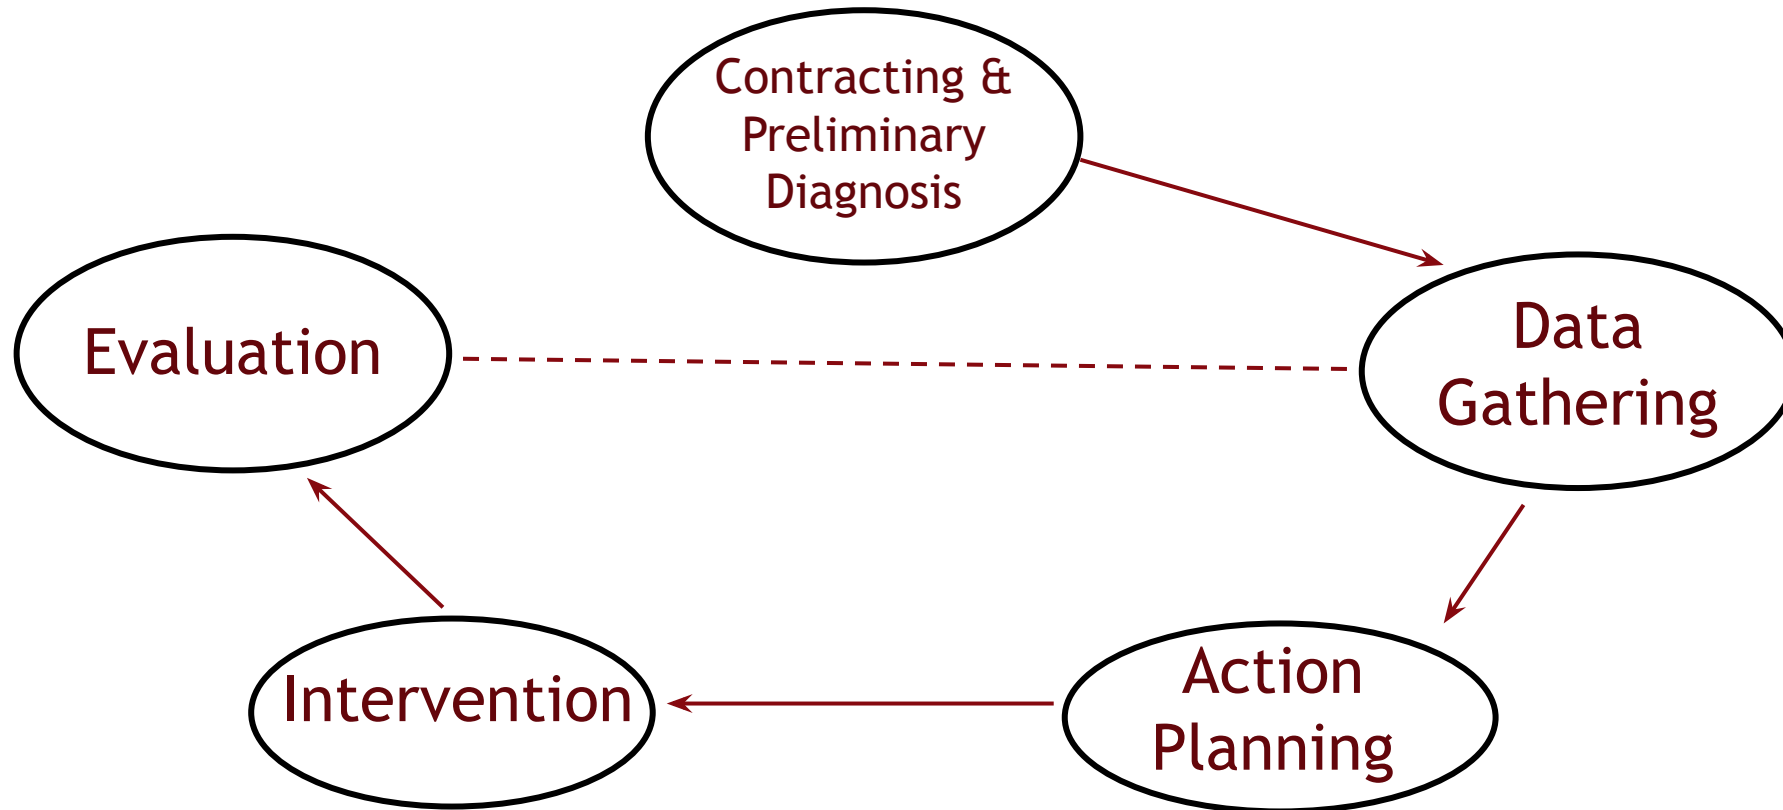 Contracting &
Preliminary
Diagnosis
Evaluation
Data
Gathering
Intervention
Action
Planning